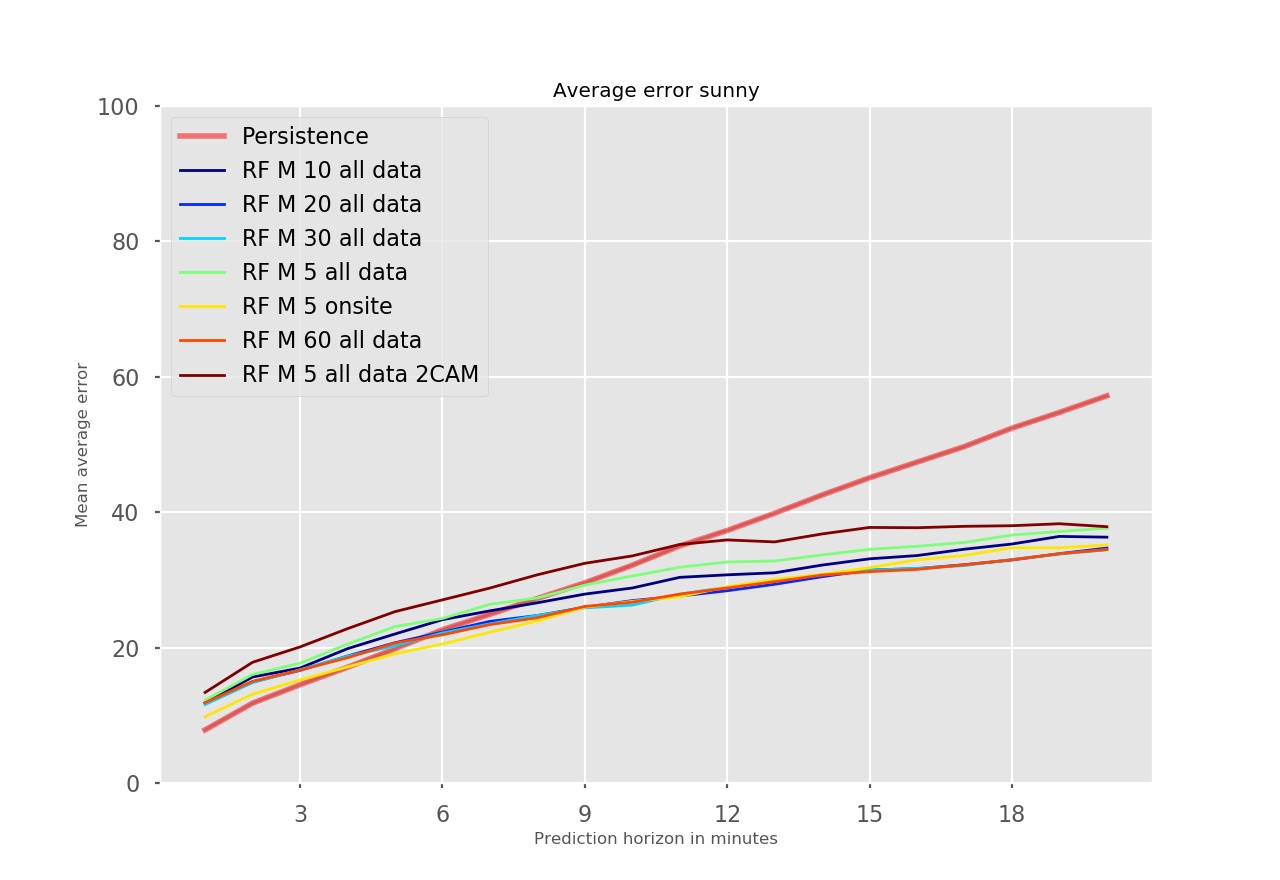 Average error sunny
100
80
60
40
20
0
Mean average error
Persistence
RF M 10 all data
RF M 20 all data
RF M 30 all data
RF M 5 all data
RF M 5 onsite
RF M 60 all data
RF M 5 all data 2CAM
3 6 9 12 15 18
Prediction horizon in minutes